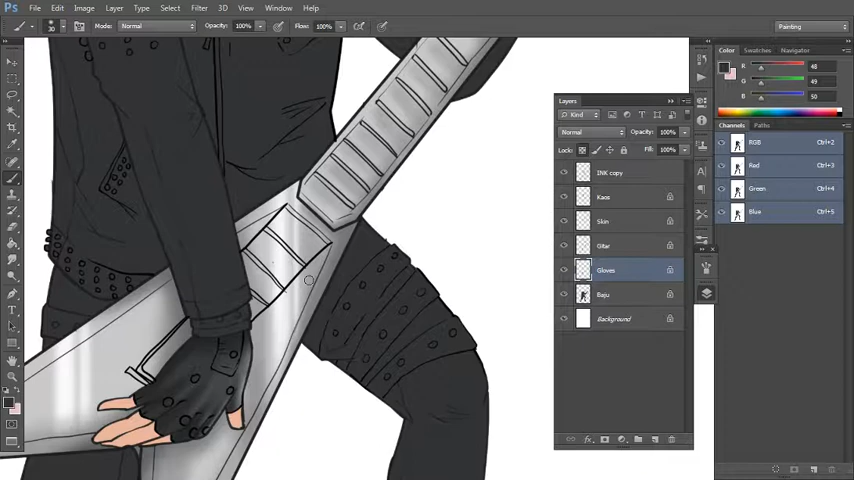 Ps File Edit Image Layer Type Select Filter 3D View Window Help
30 Mode: Normal Opacity: 100% Flow: 100% Painting
Color Swatches Navigator
R 48
G 49
B 50
Layers
Kind
Normal Opacity: 100%
Lock: Fill: 100%
INK copy
Kaos
Skin
Gitar
Gloves
Baju
Background
Channels Paths
RGB Ctrl+2
Red Ctrl+3
Green Ctrl+4
Blue Ctrl+5